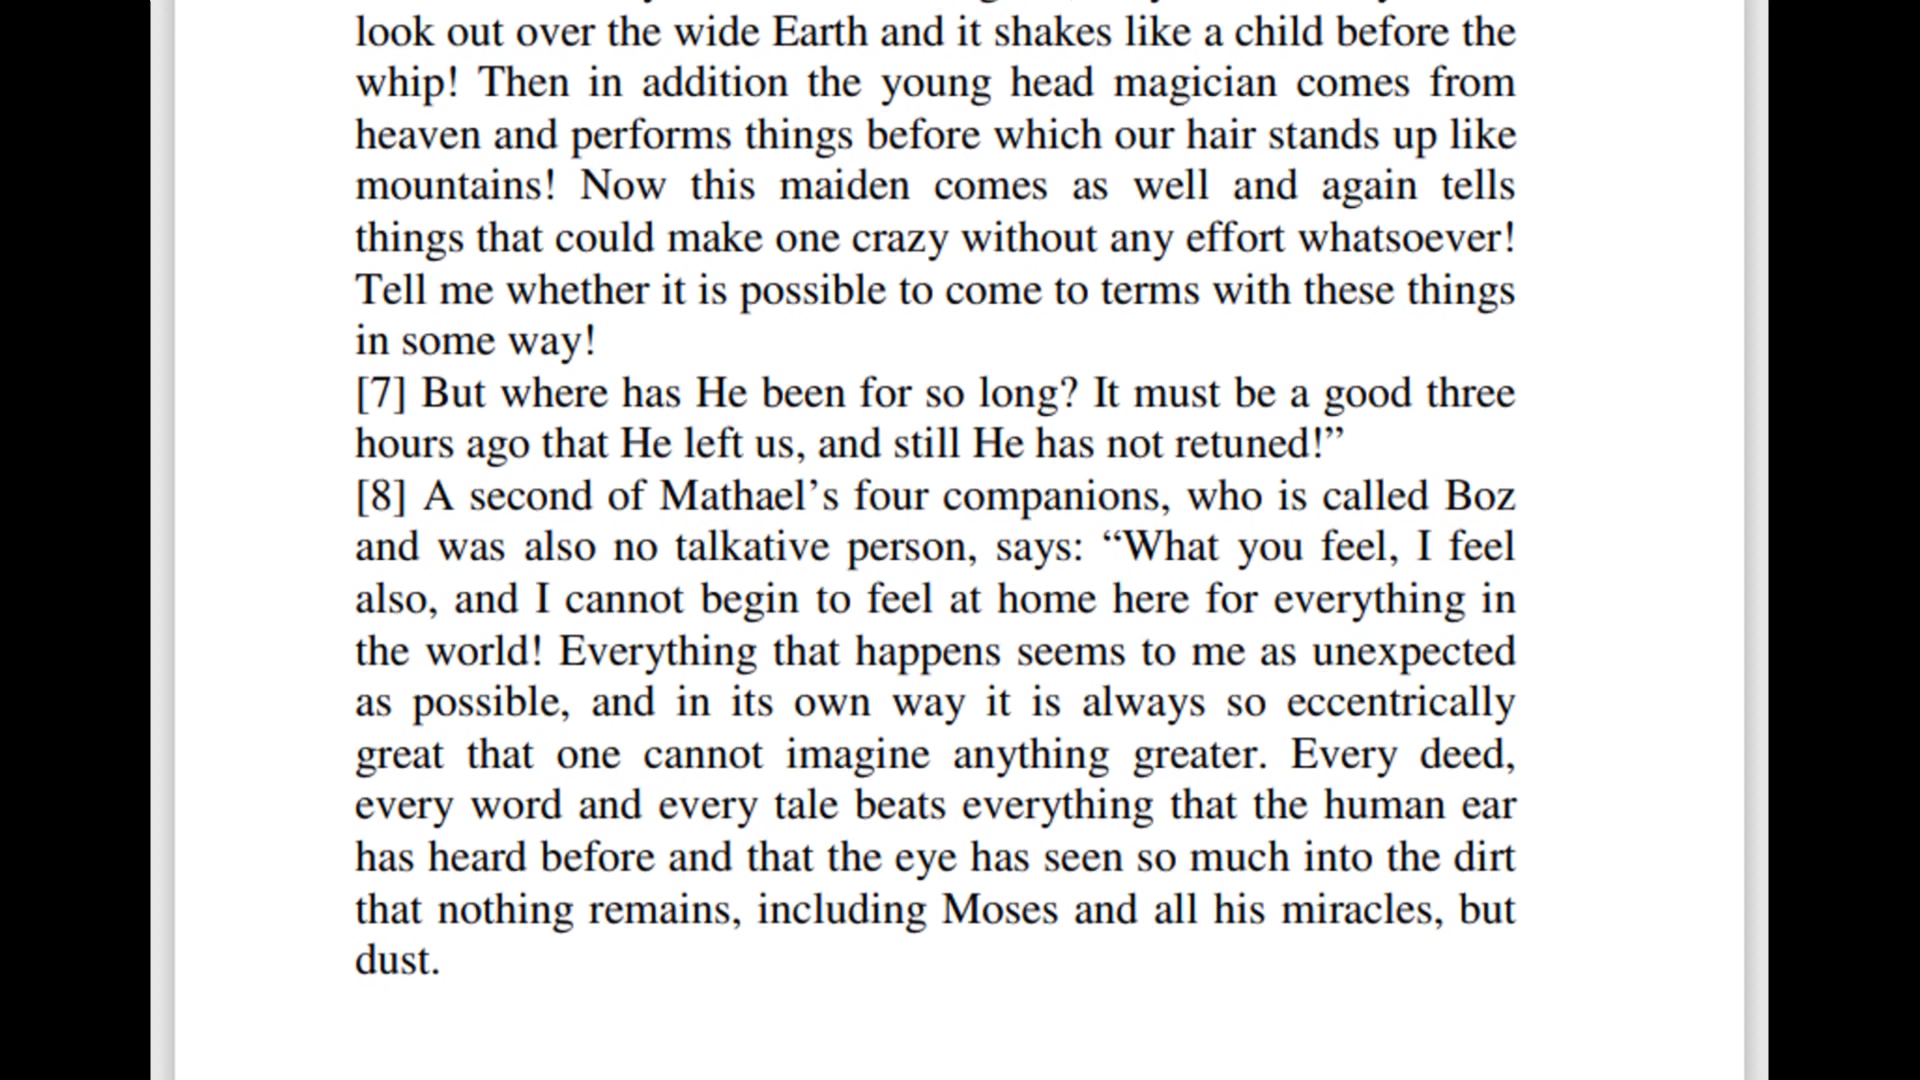 look out over the wide Earth and it shakes like a child before the
whip! Then in addition the young head magician comes from
heaven and performs things before which our hair stands up like
mountains! Now this maiden comes as well and again tells
things that could make one crazy without any effort whatsoever!
Tell me whether it is possible to come to terms with these things
in some way!
[7] But where has He been for so long? It must be a good three
hours ago that He left us, and still He has not retuned!”
[8] A second of Mathael’s four companions, who is called Boz
and was also no talkative person, says: “What you feel, I feel
also, and I cannot begin to feel at home here for everything in
the world! Everything that happens seems to me as unexpected
as possible, and in its own way it is always so eccentrically
great that one cannot imagine anything greater. Every deed,
every word and every tale beats everything that the human ear
has heard before and that the eye has seen so much into the dirt
that nothing remains, including Moses and all his miracles, but
dust.